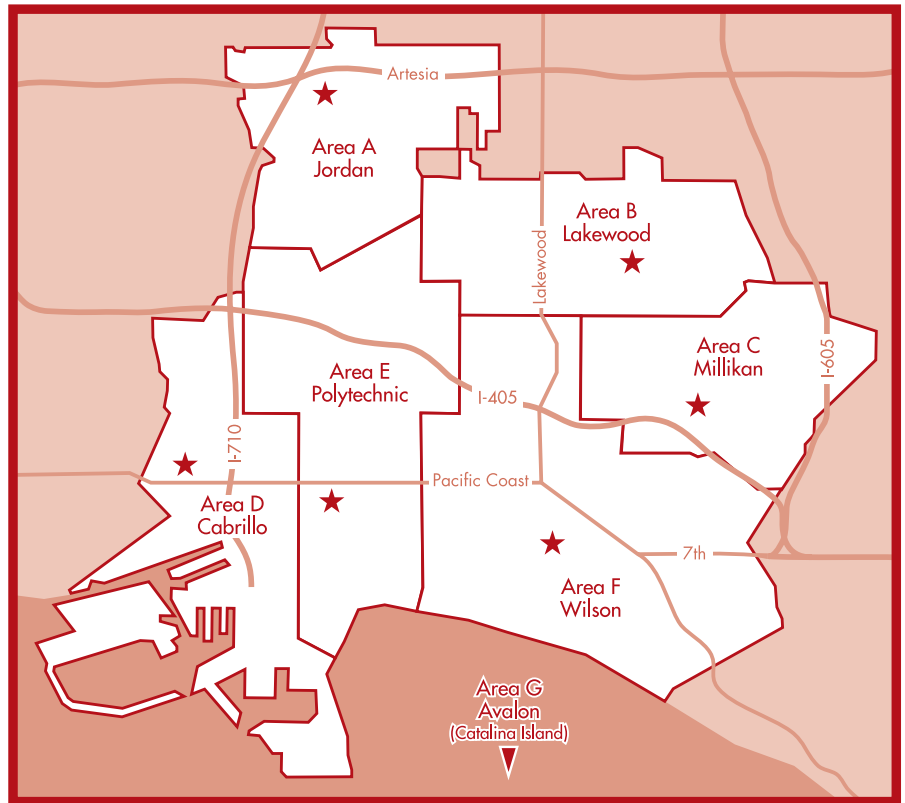 Artesia
Area A
Jordan
Area B
Lakewood
Lakewood
Area C
Millikan
I-605
Area E
Polytechnic
I-405
I-710
Pacific Coast
Area D
Cabrillo
7th
Area F
Wilson
Area G
Avalon
(Catalina Island)